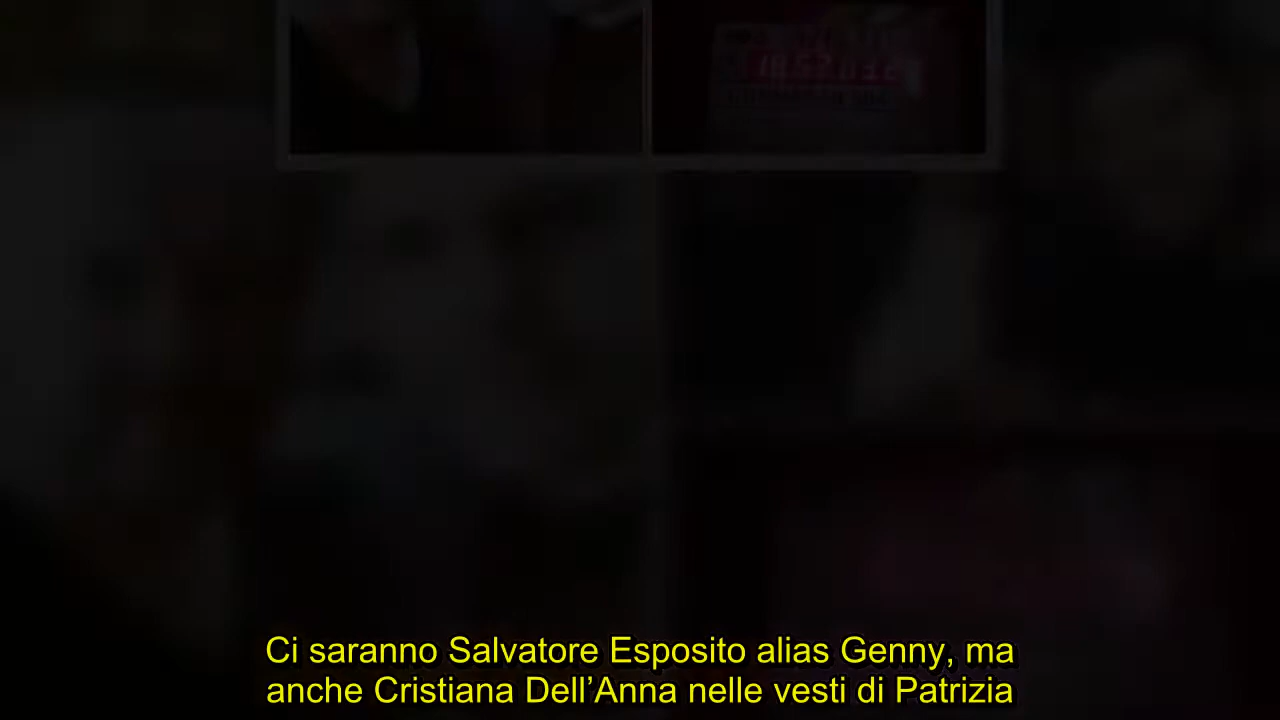 Ci saranno Salvatore Esposito alias Genny, ma
anche Cristiana Dell’Anna nelle vesti di Patrizia